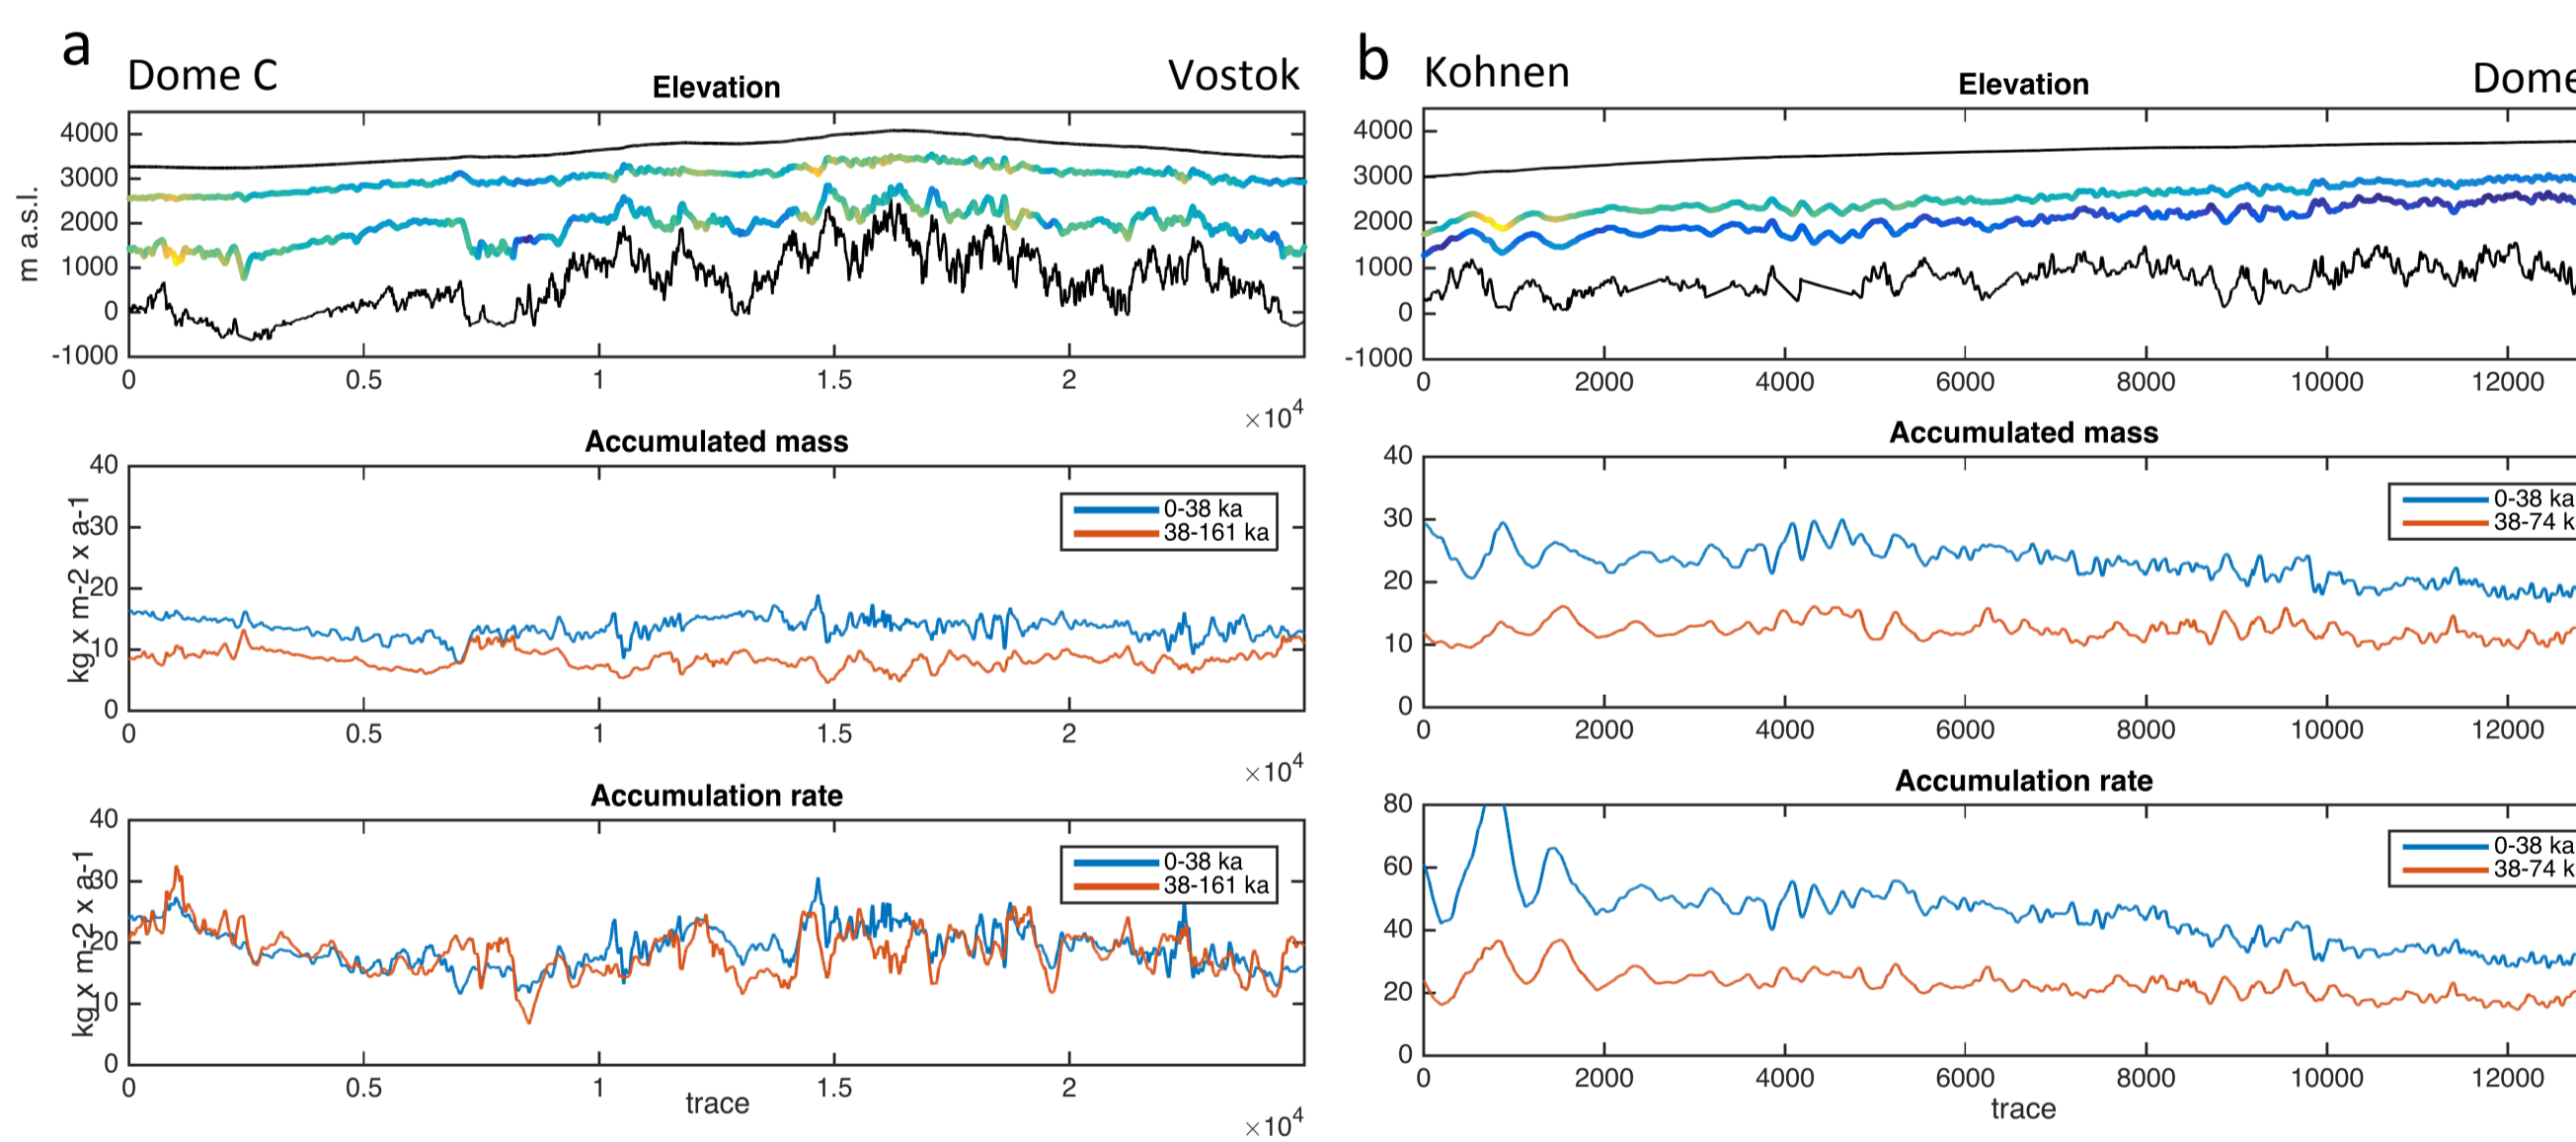 a
Dome C
Elevation
Vostok
4000
3000
2000
1000
0
-1000
m a.s.l.
0 0.5 1 1.5 2
×10^4
Accumulated mass
40
30
20
10
0
kg x m-2 x a-1
0-38 ka
38-161 ka
0 0.5 1 1.5 2
×10^4
Accumulation rate
40
30
20
10
0
kg x m-2 x a-1
0-38 ka
38-161 ka
0 0.5 1 1.5 2
trace
×10^4
b
Kohnen
Elevation
Dome
4000
3000
2000
1000
0
-1000
0 2000 4000 6000 8000 10000 12000
Accumulated mass
40
30
20
10
0
0-38 ka
38-74 k
0 2000 4000 6000 8000 10000 12000
Accumulation rate
80
60
40
20
0
0-38 ka
38-74 k
0 2000 4000 6000 8000 10000 12000
trace